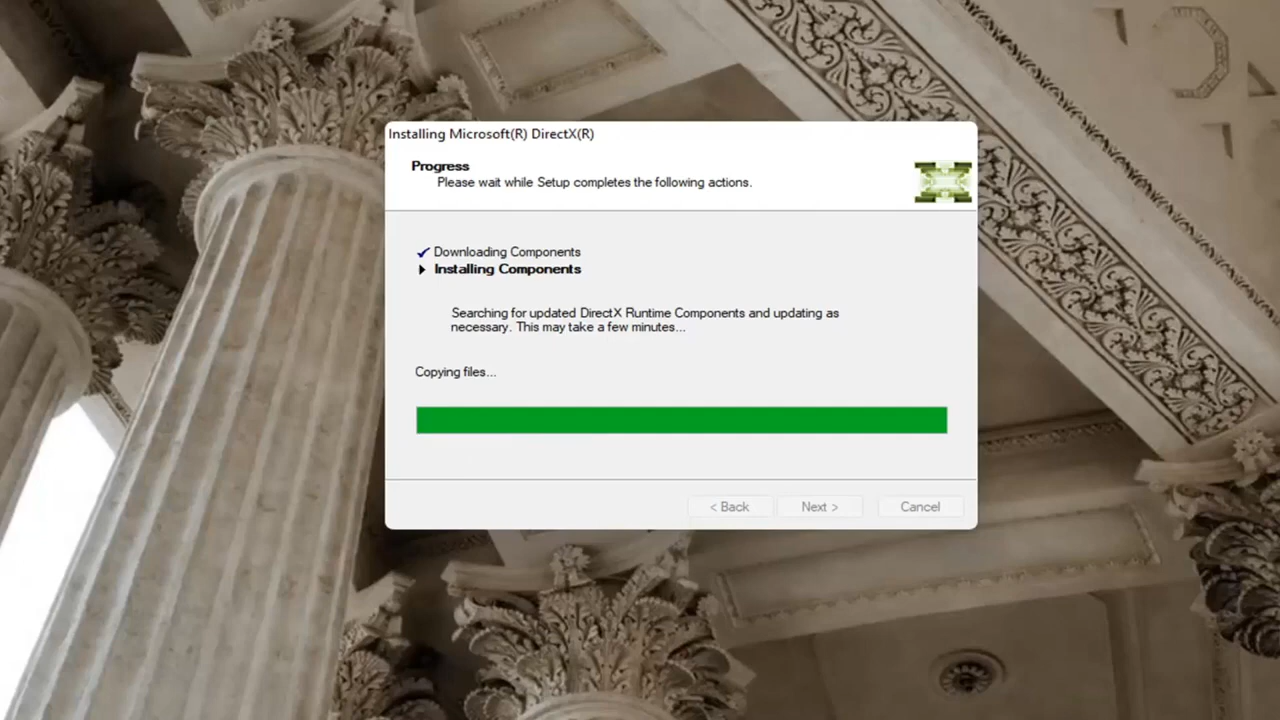 Installing Microsoft(R) DirectX(R)
Progress
Please wait while Setup completes the following actions.
Downloading Components
Installing Components
Searching for updated DirectX Runtime Components and updating as
necessary. This may take a few minutes...
Copying files...
< Back Next > Cancel